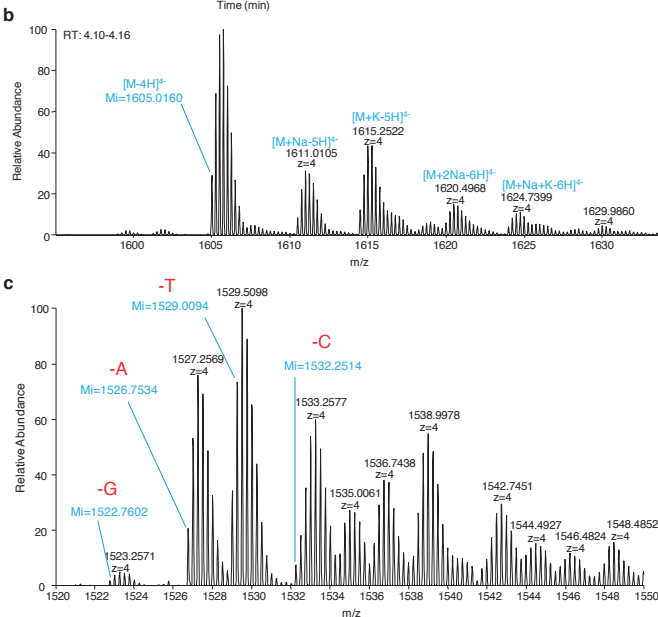 Time (min)
b
RT: 4.10-4.16
100
80
60
40
20
0
Relative Abundance
[M-4H]4-
Mi=1605.0160
[M+Na-5H]4-
1611.0105
z=4
[M+K-5H]4-
1615.2522
z=4
[M+2Na-6H]4-
1620.4968
z=4
[M+Na+K-6H]4-
1624.7399
z=4
1629.9860
z=4
1600 1605 1610 1615 1620 1625 1630
m/z
c
100
80
60
40
20
0
Relative Abundance
-G
Mi=1522.7602
1523.2571
z=4
-A
Mi=1526.7534
1527.2569
z=4
-T
Mi=1529.0094
1529.5098
z=4
-C
Mi=1532.2514
1533.2577
z=4
1535.0061
z=4
1536.7438
z=4
1538.9978
z=4
1542.7451
z=4
1544.4927
z=4
1546.4824
z=4
1548.4852
z=4
1520 1522 1524 1526 1528 1530 1532 1534 1536 1538 1540 1542 1544 1546 1548 1550
m/z